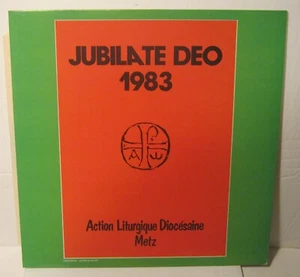 JUBILATE DEO
1983
Action Liturgique Diocésaine
Metz